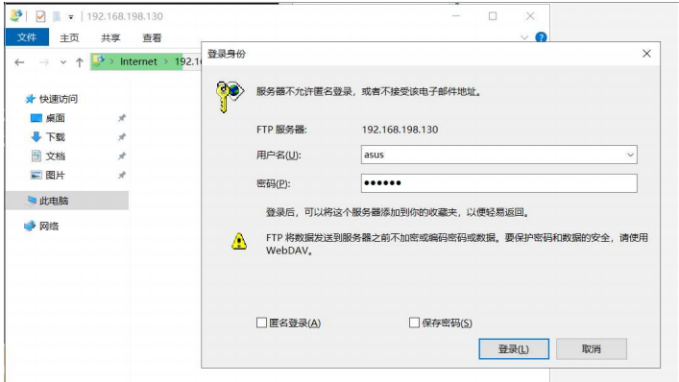 192.168.198.130
文件 主页 共享 查看
Internet
登录身份
服务器不允许匿名登录，或者不接受该电子邮件地址。
FTP 服务器: 192.168.198.130
用户名(U): asus
密码(P): ••••••
登录后，可以将这个服务器添加到你的收藏夹，以便轻易返回。
FTP 将数据发送到服务器之前不加密或编码密码或数据。要保护密码和数据的安全，请使用
WebDAV。
匿名登录(A) 保存密码(S)
登录(L) 取消
快速访问
桌面
下载
文档
图片
此电脑
网络